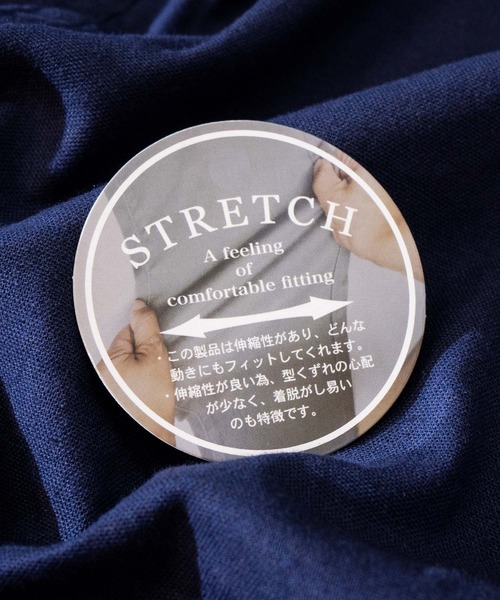 STRETCH
A feeling
of
comfortable fitting
・この製品は伸縮性があり、どんな
動きにもフィットしてくれます。
・伸縮性が良い為、型くずれの心配
が少なく、着脱がし易い
のも特徴です。